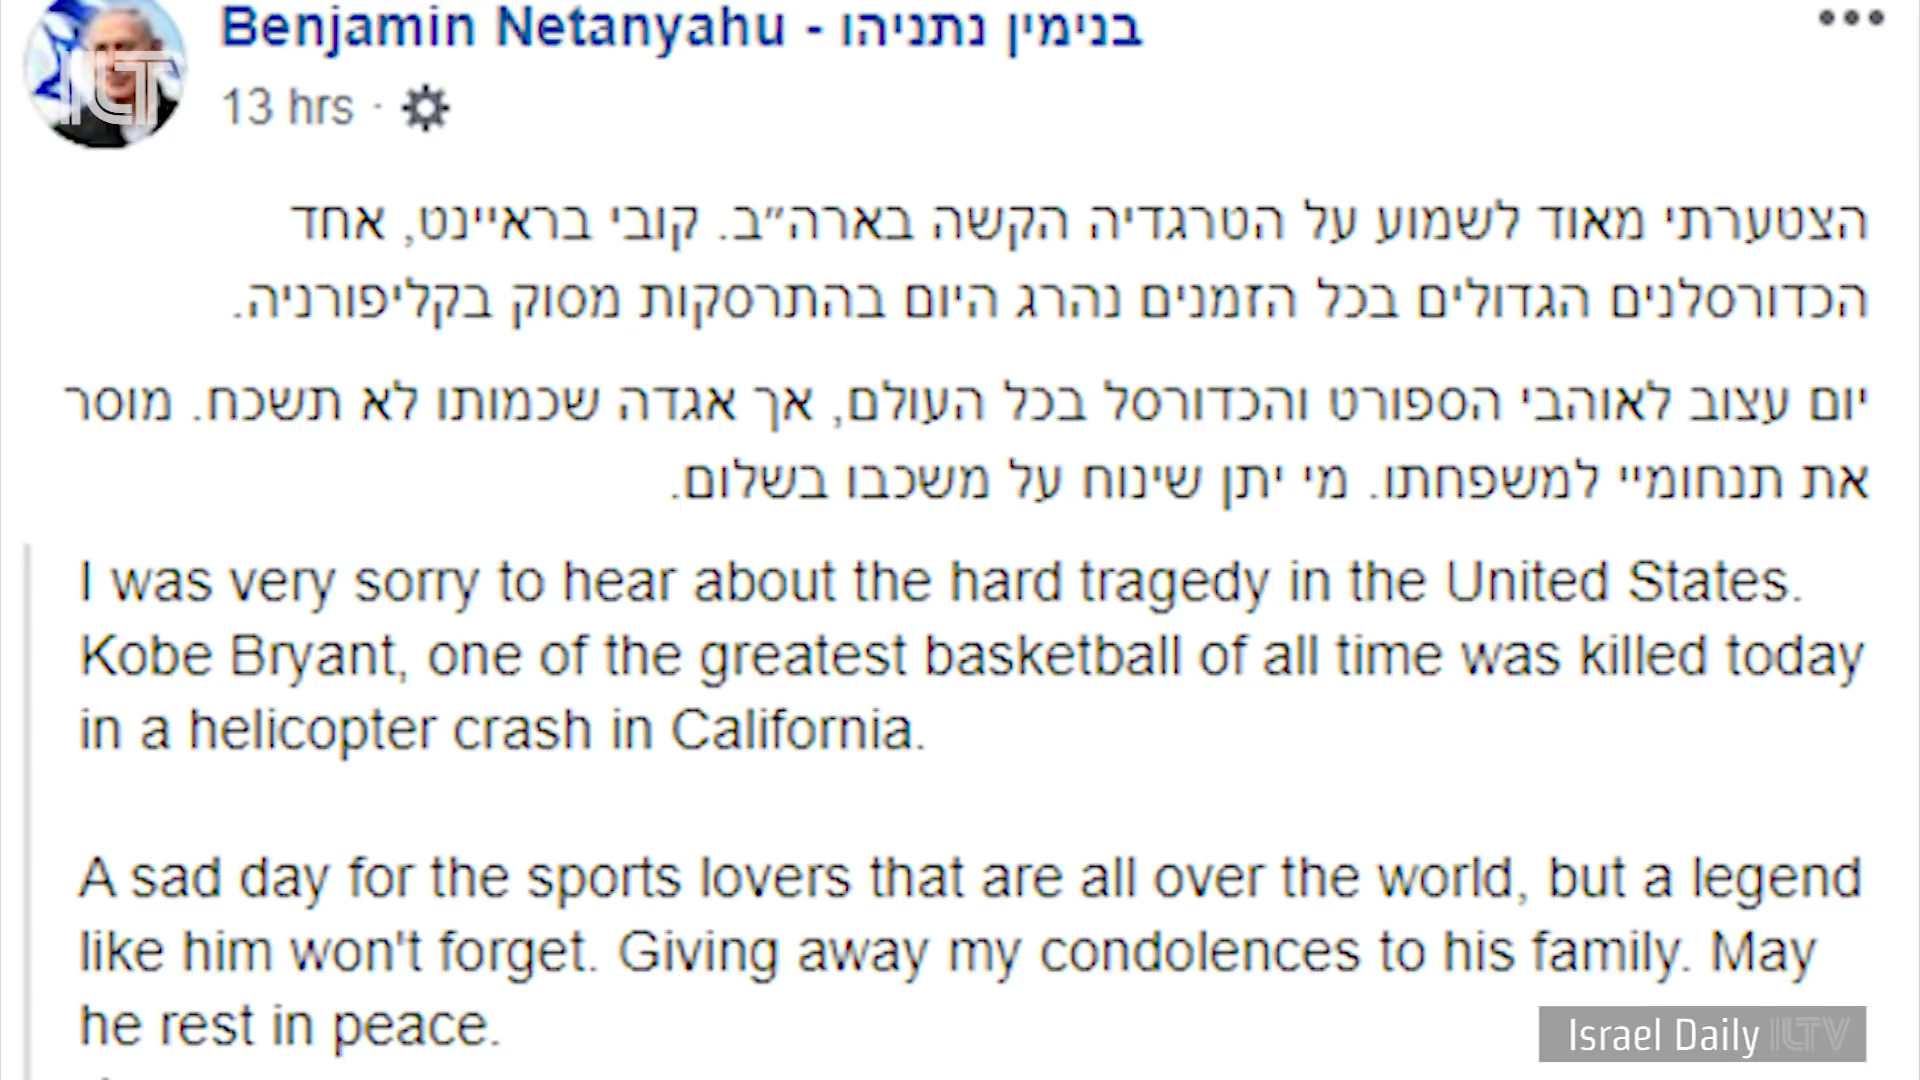 Benjamin Netanyahu - בנימין נתניהו
13 hrs ·
הצטערתי מאוד לשמוע על הטרגדיה הקשה בארה״ב. קובי בראיינט, אחד
הכדורסלנים הגדולים בכל הזמנים נהרג היום בהתרסקות מסוק בקליפורניה.
יום עצוב לאוהבי הספורט והכדורסל בכל העולם, אך אגדה שכמותו לא תשכח. מוסר
את תנחומיי למשפחתו. מי יתן שינוח על משכבו בשלום.
I was very sorry to hear about the hard tragedy in the United States.
Kobe Bryant, one of the greatest basketball of all time was killed today
in a helicopter crash in California.
A sad day for the sports lovers that are all over the world, but a legend
like him won't forget. Giving away my condolences to his family. May
he rest in peace.
Israel Daily ILTV
ILTV